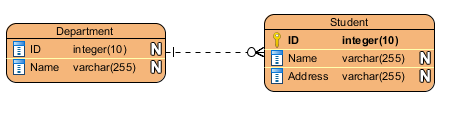 Department
ID integer(10) N
Name varchar(255) N
Student
ID integer(10)
Name varchar(255) N
Address varchar(255) N